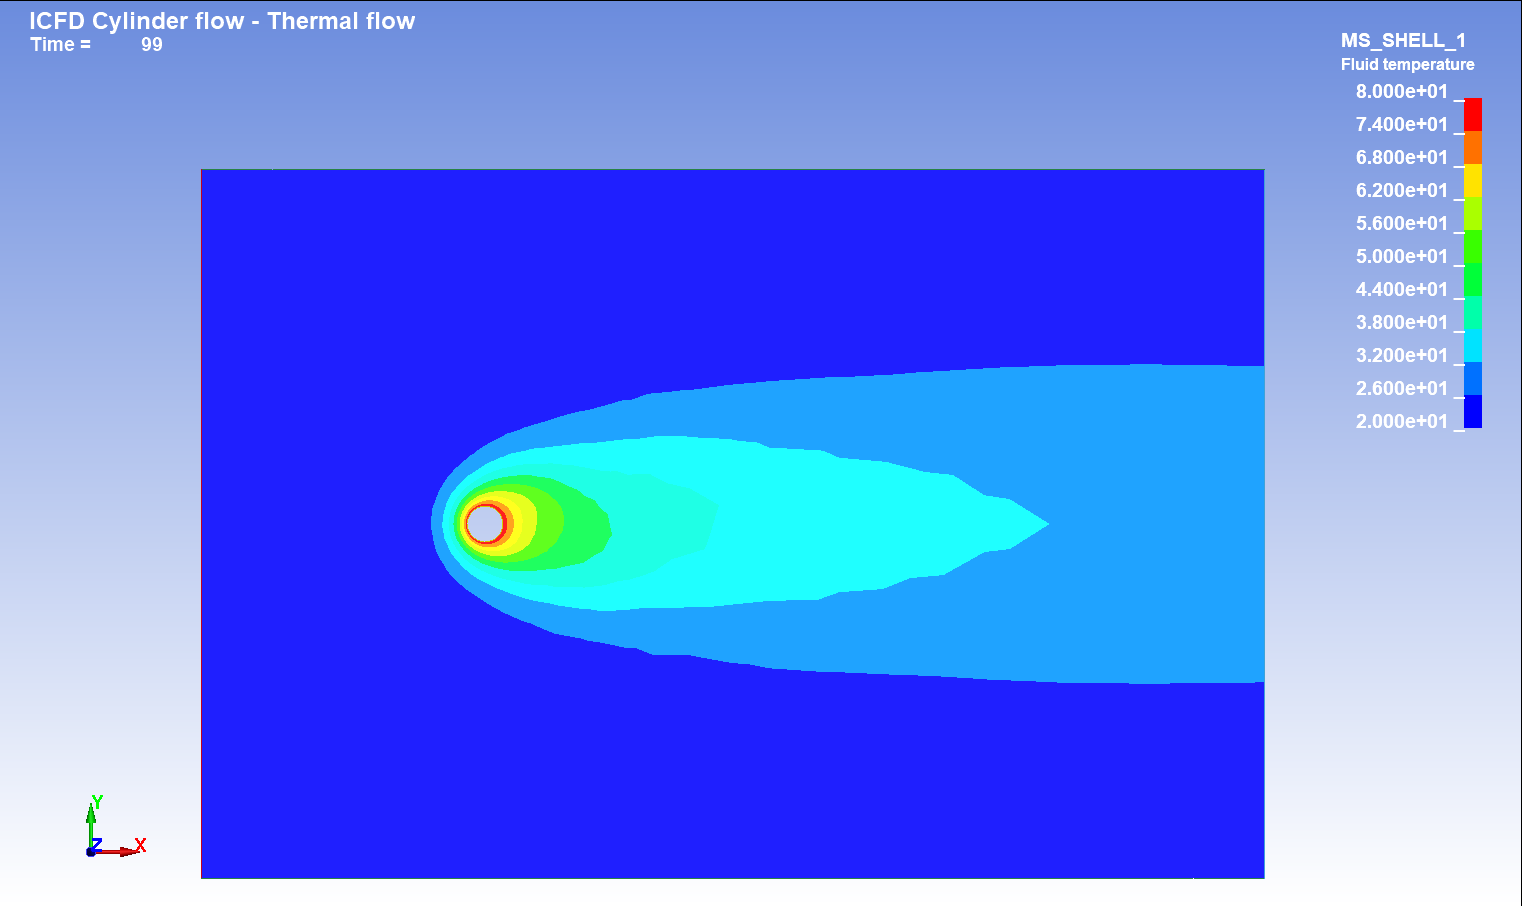 ICFD Cylinder flow - Thermal flow
Time = 99
MS_SHELL_1
Fluid temperature
8.000e+01
7.400e+01
6.800e+01
6.200e+01
5.600e+01
5.000e+01
4.400e+01
3.800e+01
3.200e+01
2.600e+01
2.000e+01
Y
Z X